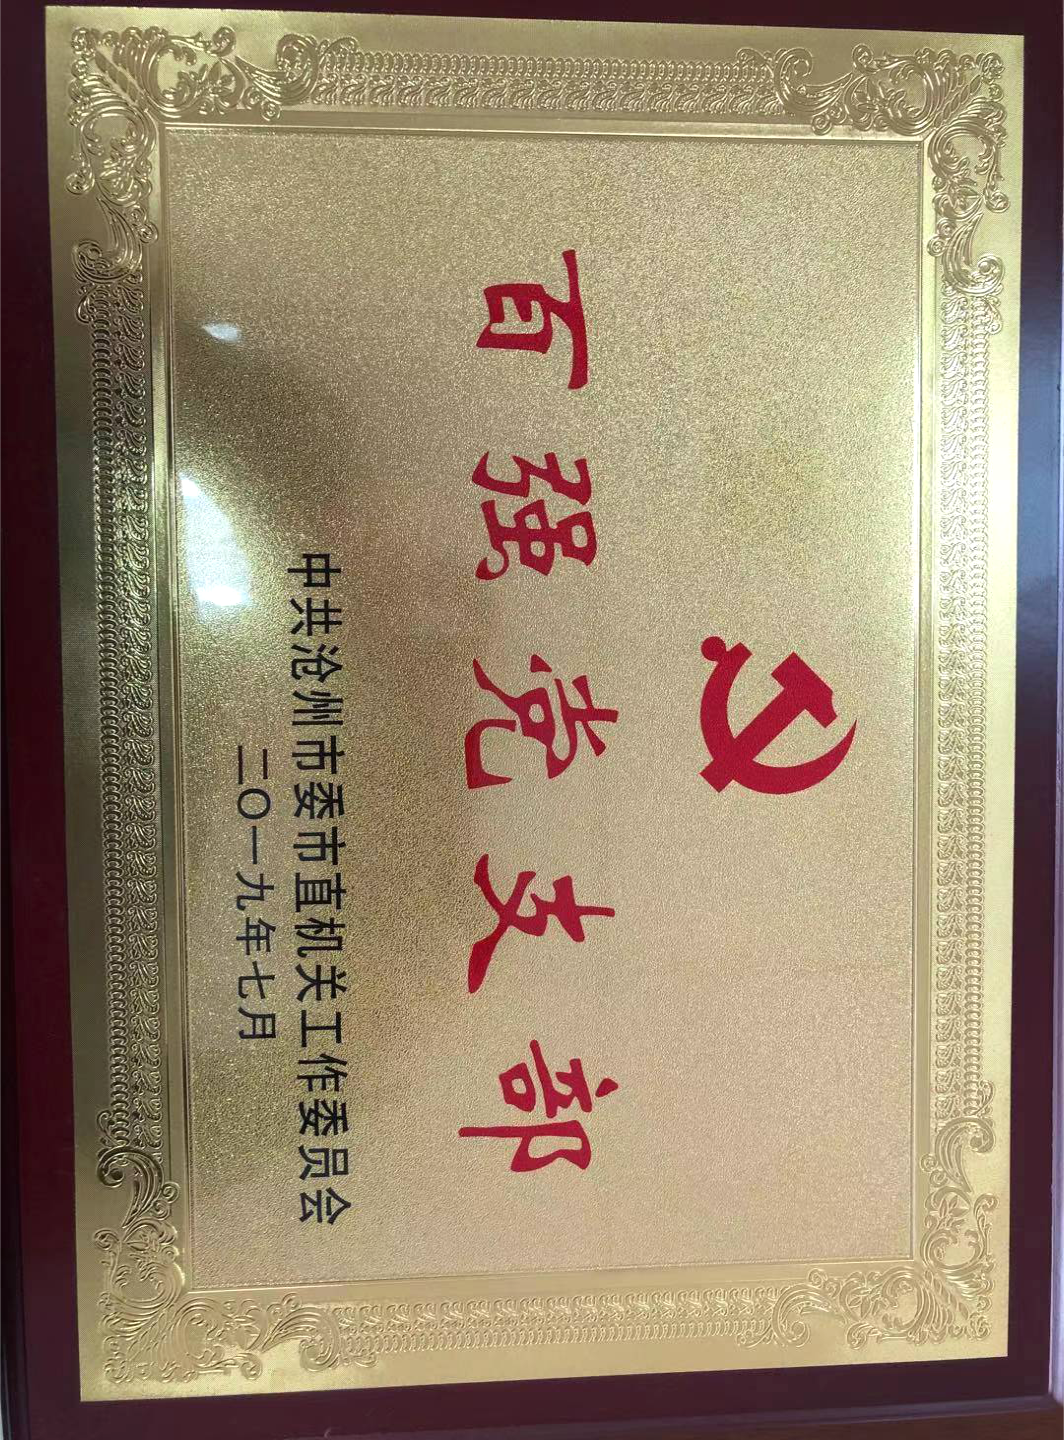 百强党支部
中共沧州市委市直机关工作委员会
二〇一九年七月